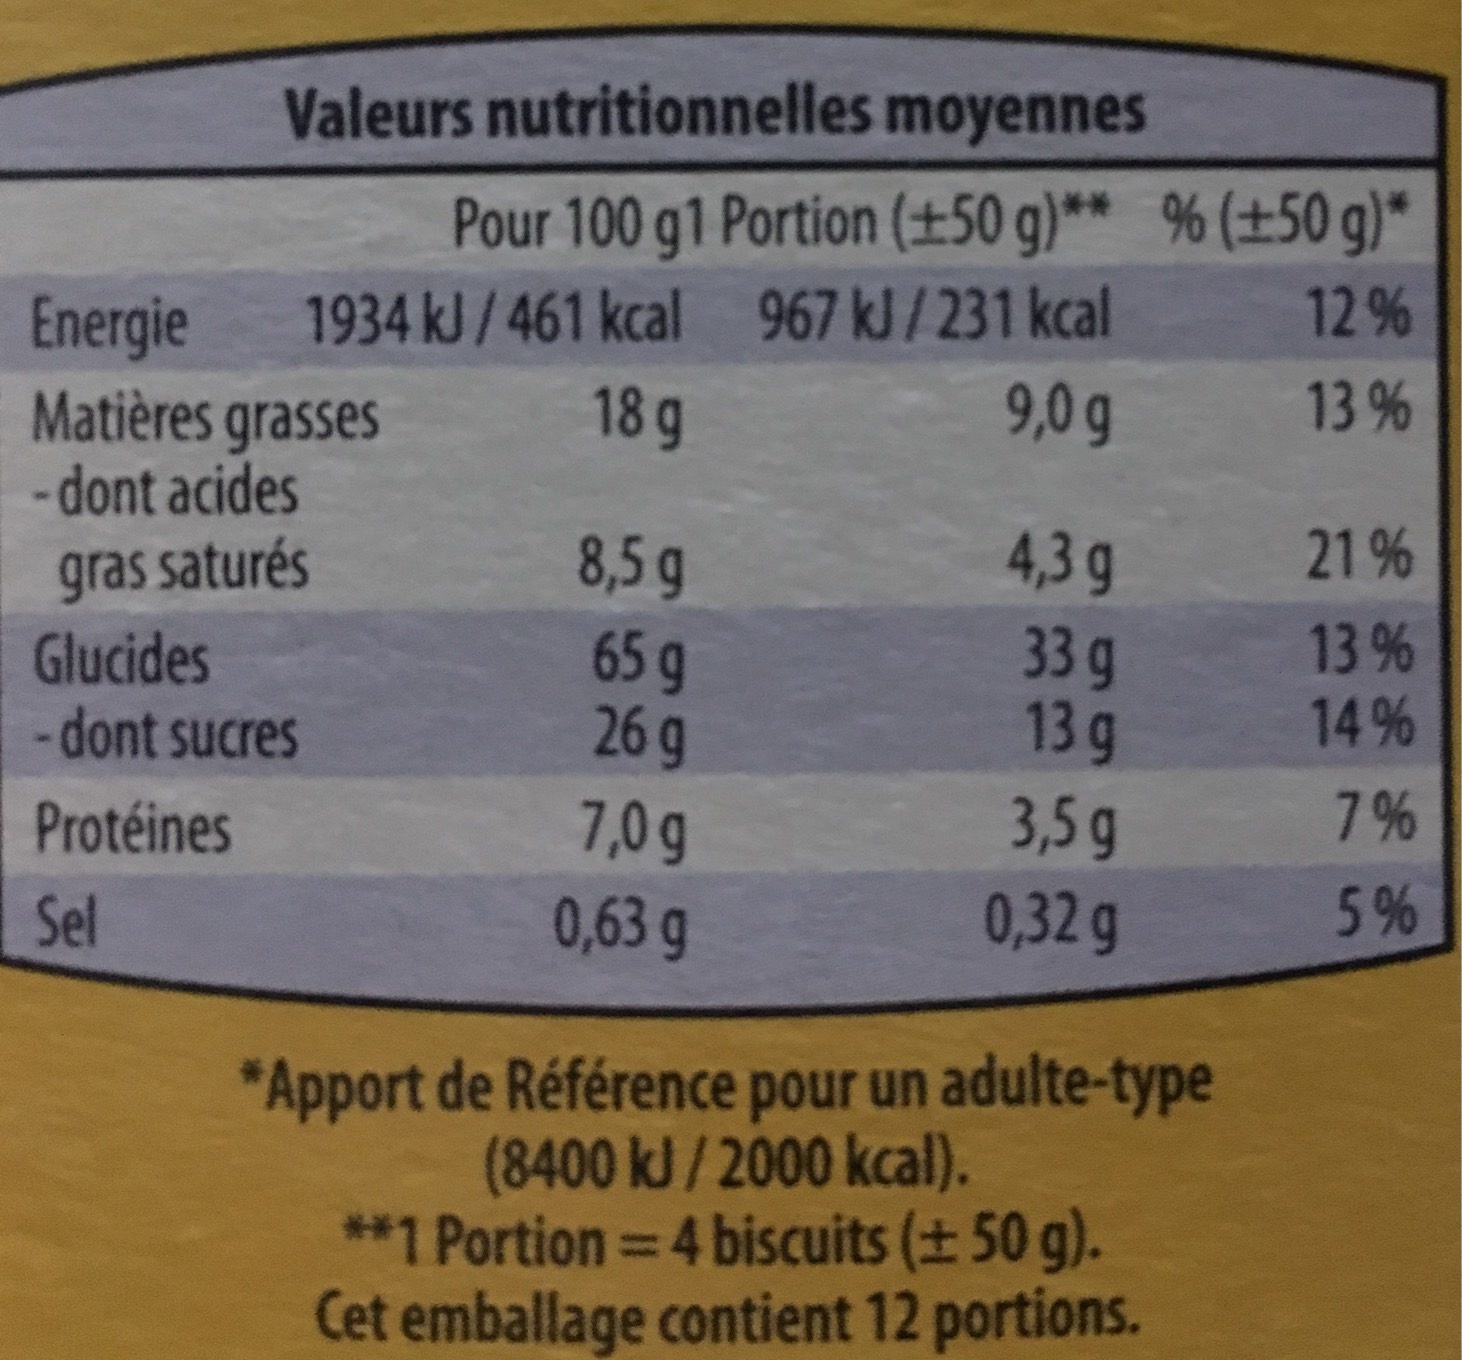 Valeurs nutritionnelles moyennes
Pour 100 g1 Portion (±50 g)** % (±50 g)*
Energie 1934 kJ / 461 kcal 967 kJ / 231 kcal 12 %
Matières grasses 18 g 9,0 g 13 %
- dont acides
gras saturés 8,5 g 4,3 g 21 %
Glucides 65 g 33 g 13 %
- dont sucres 26 g 13 g 14 %
Protéines 7,0 g 3,5 g 7 %
Sel 0,63 g 0,32 g 5 %
*Apport de Référence pour un adulte-type
(8400 kJ / 2000 kcal).
**1 Portion = 4 biscuits (± 50 g).
Cet emballage contient 12 portions.